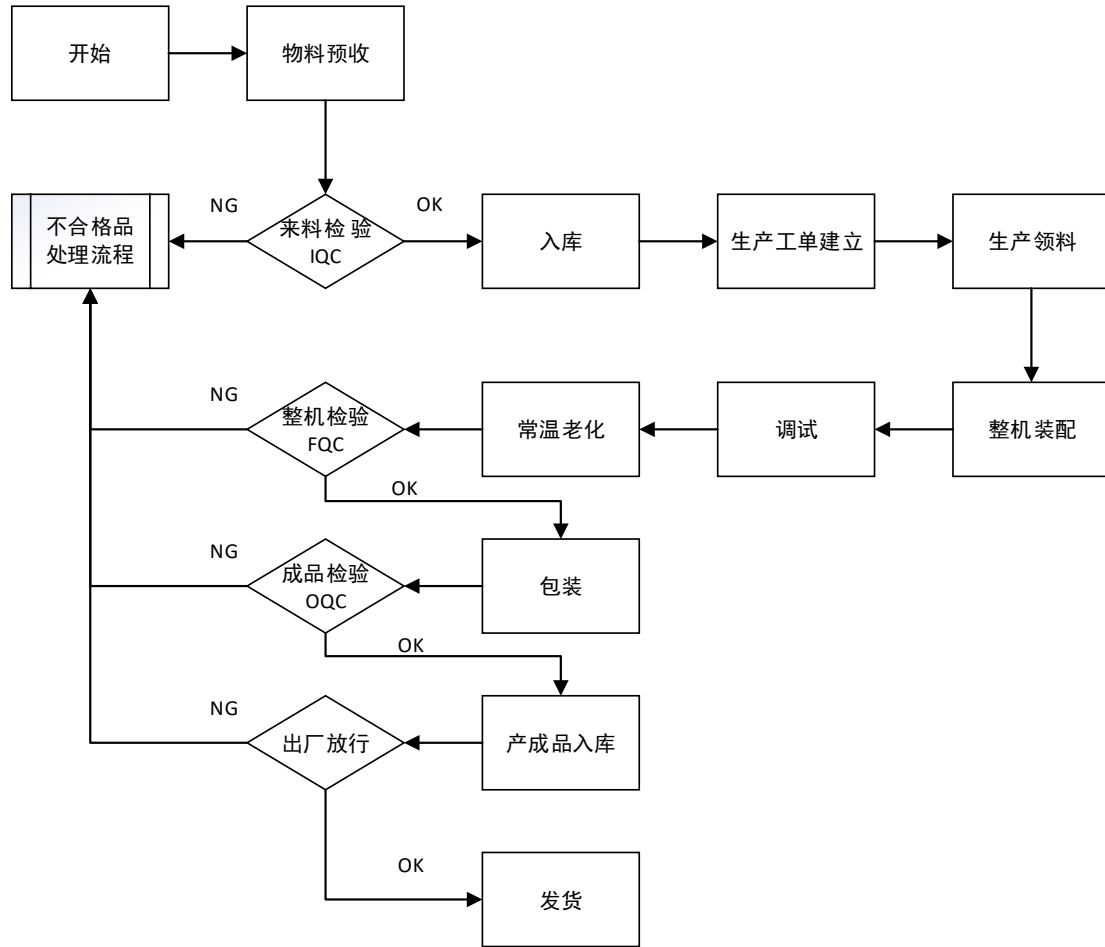 开始
物料预收
不合格品
处理流程
NG
来料检验
IQC
OK
入库
生产工单建立
生产领料
NG
整机检验
FQC
常温老化
调试
整机装配
OK
NG
成品检验
OQC
包装
OK
NG
出厂放行
产成品入库
OK
发货